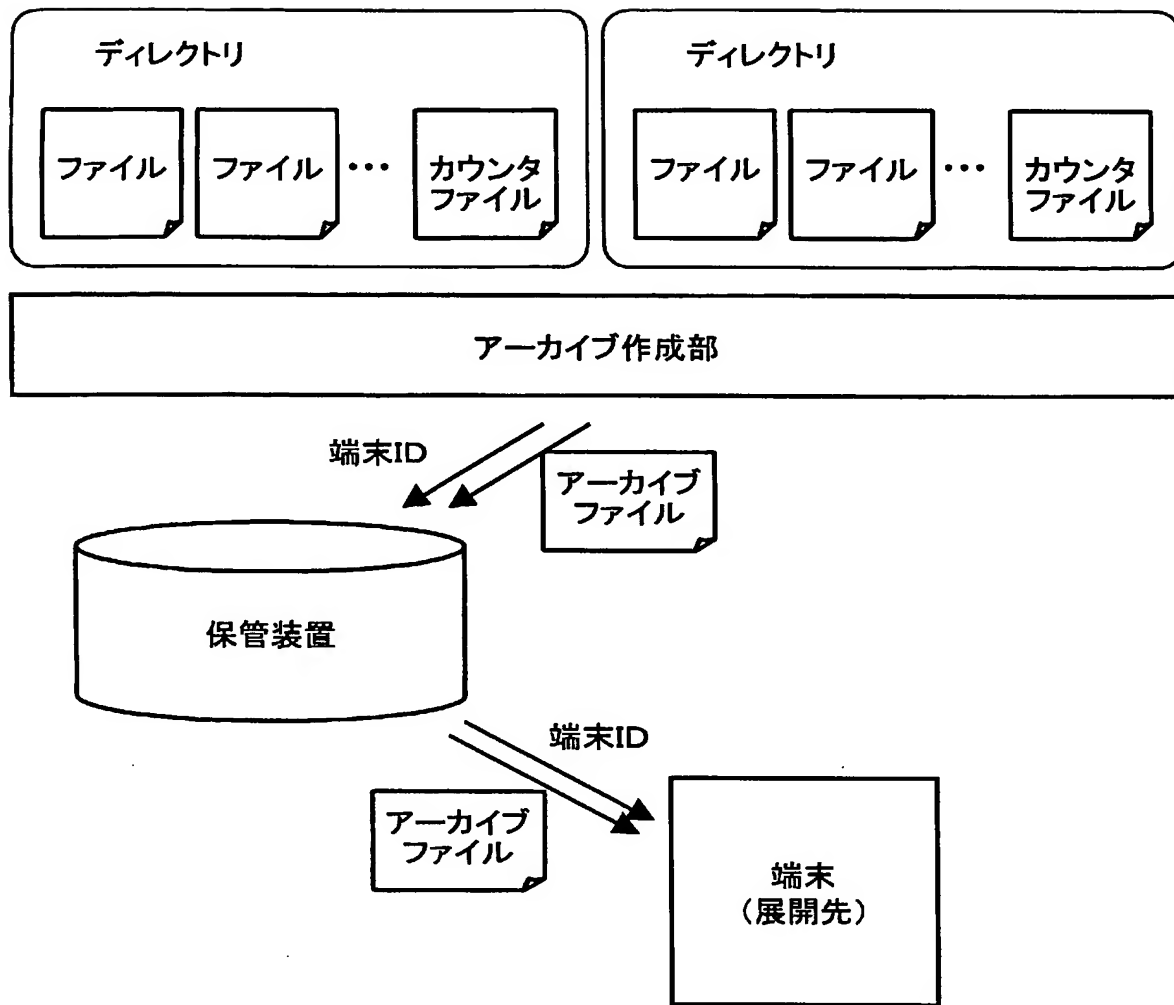 ディレクトリ
ファイル
ファイル
…
カウンタ
ファイル
ディレクトリ
ファイル
ファイル
…
カウンタ
ファイル
アーカイブ作成部
端末ID
アーカイブ
ファイル
保管装置
端末ID
アーカイブ
ファイル
端末
(展開先)